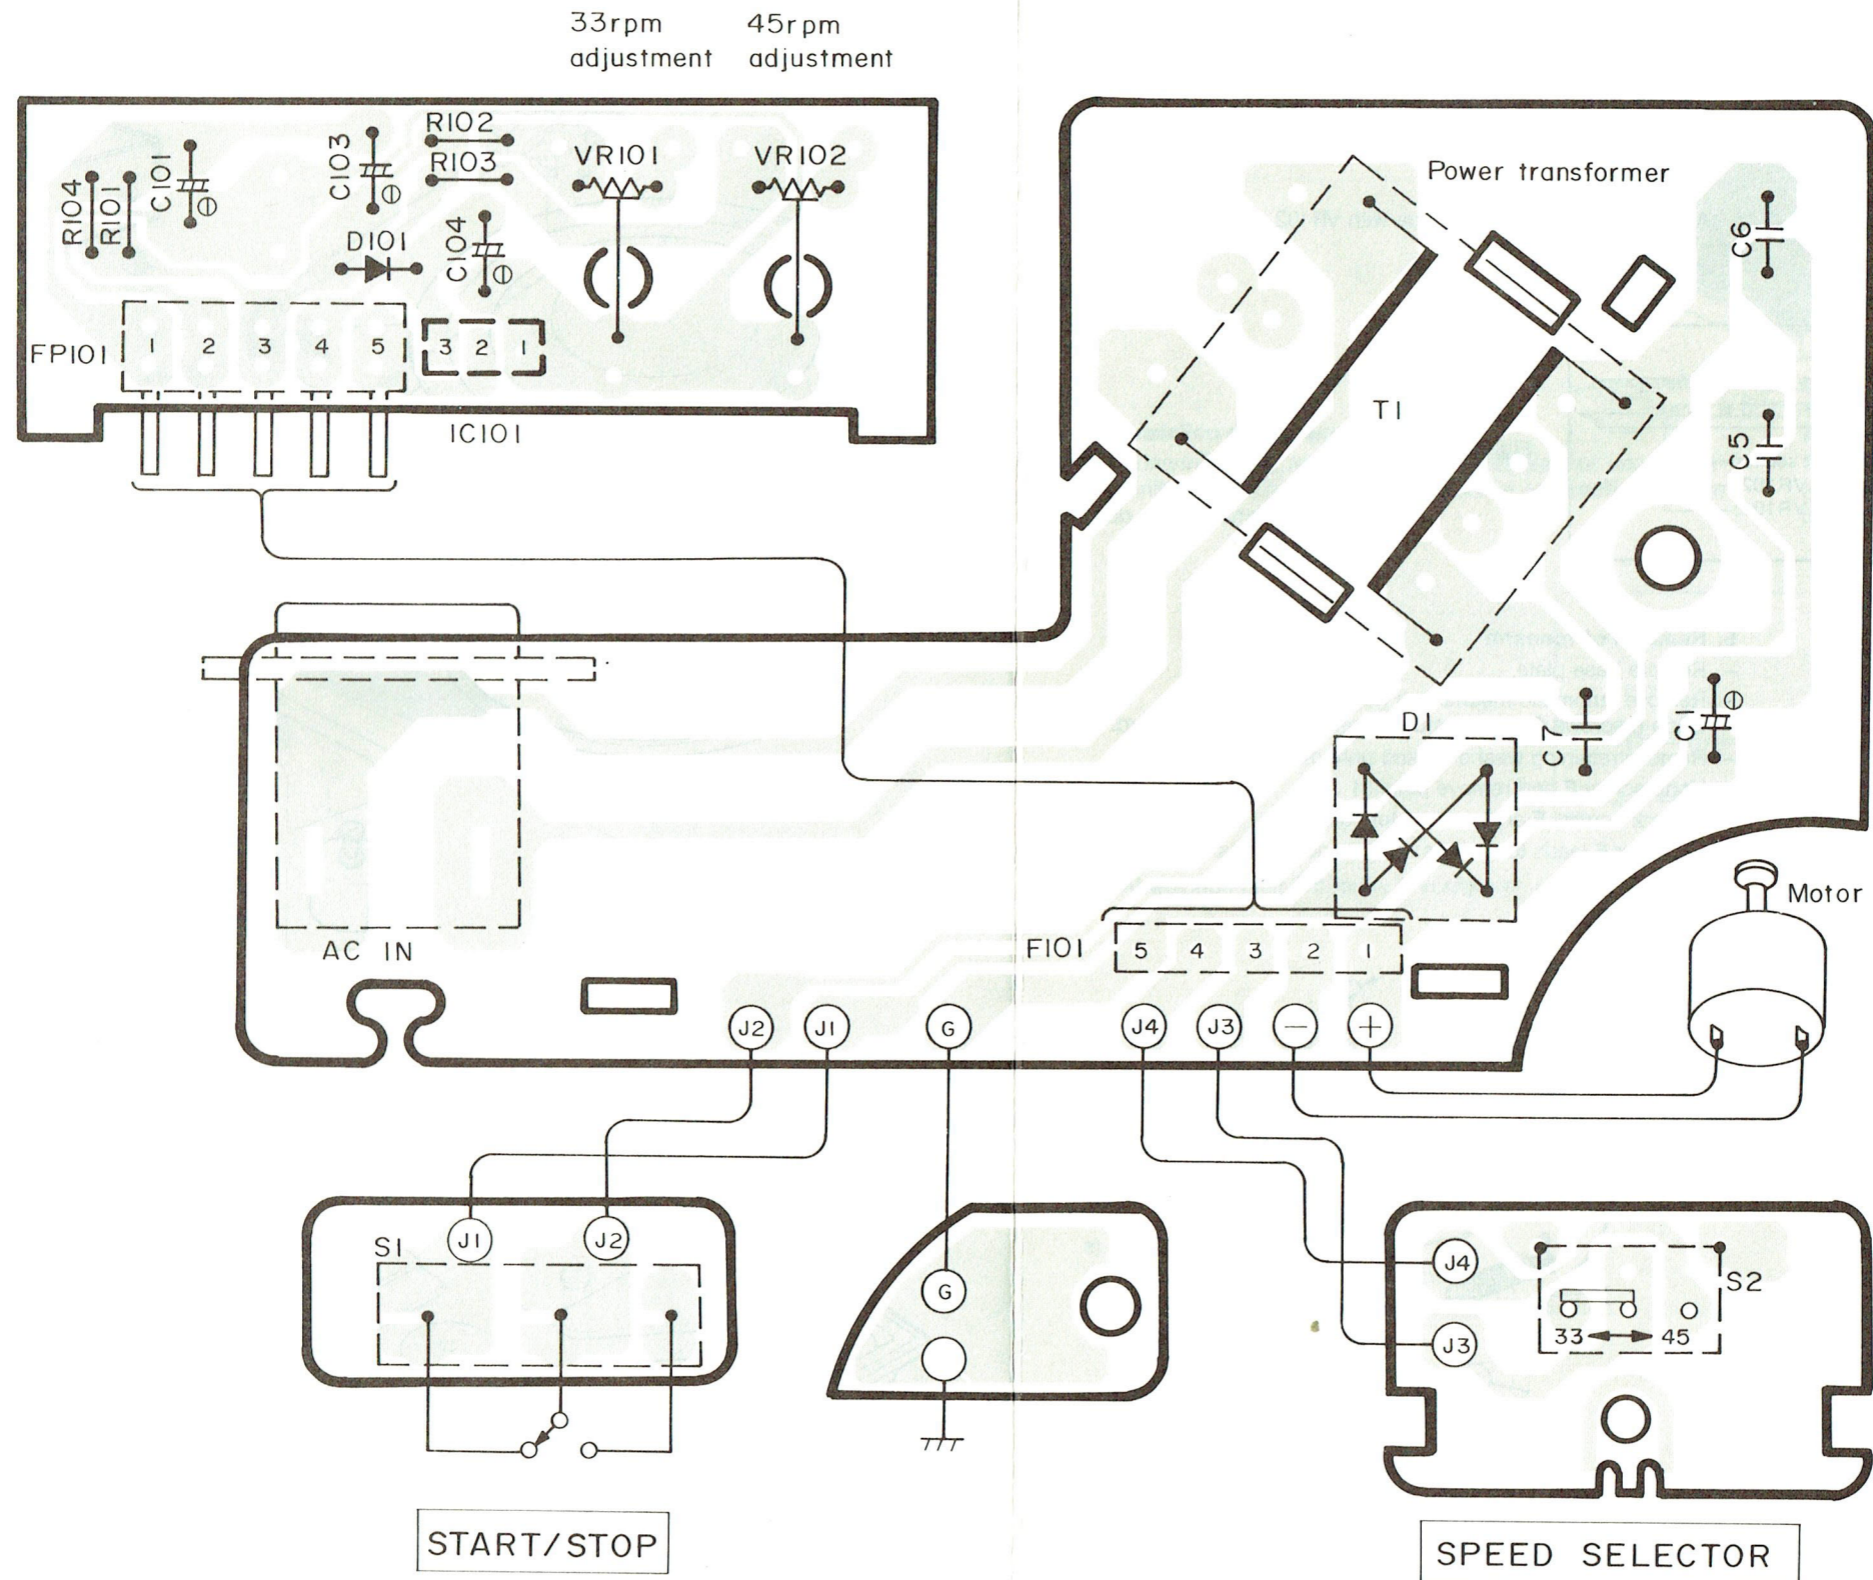 33rpm adjustment
45rpm adjustment
R104
R101
C101
C103
R102
R103
D101
C104
VR101
VR102
FP101
1 2 3 4 5
3 2 1
IC101
Power transformer
T1
C6
C5
C7
C1
D1
AC IN
F101
5 4 3 2 1
Motor
J2 J1 G J4 J3 − +
S1
J1 J2
G
J4
J3
S2
33 ↔ 45
START/STOP
SPEED SELECTOR